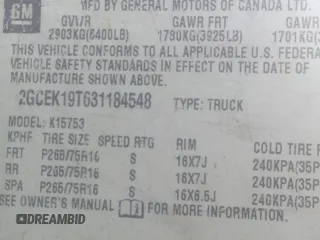 GM MFD BY GENERAL MOTORS OF CANADA LTD.
GVWR GAWR FRT GAWR
2903KG(6400LB) 1780KG(3925LB) 1701KG(
THIS VEHICLE CONFORMS TO ALL APPLICABLE U.S. FEDERA
VEHICLE SAFETY STANDARDS IN EFFECT ON THE DATE OF
MANUFACTURE SHOWN ABOVE.
2GCEK19T631184548 TYPE: TRUCK
MODEL: K15753
TIRE SIZE SPEED RTG RIM COLD TIRE
FRT P265/75R16 S 16X7J 240KPA(35P
RR P265/75R16 S 16X7J 240KPA(35P
SPA P265/75R16 S 16X6.5J 240KPA(35P
SEE OWNER'S MANUAL FOR MORE INFORMATION
DREAMBID